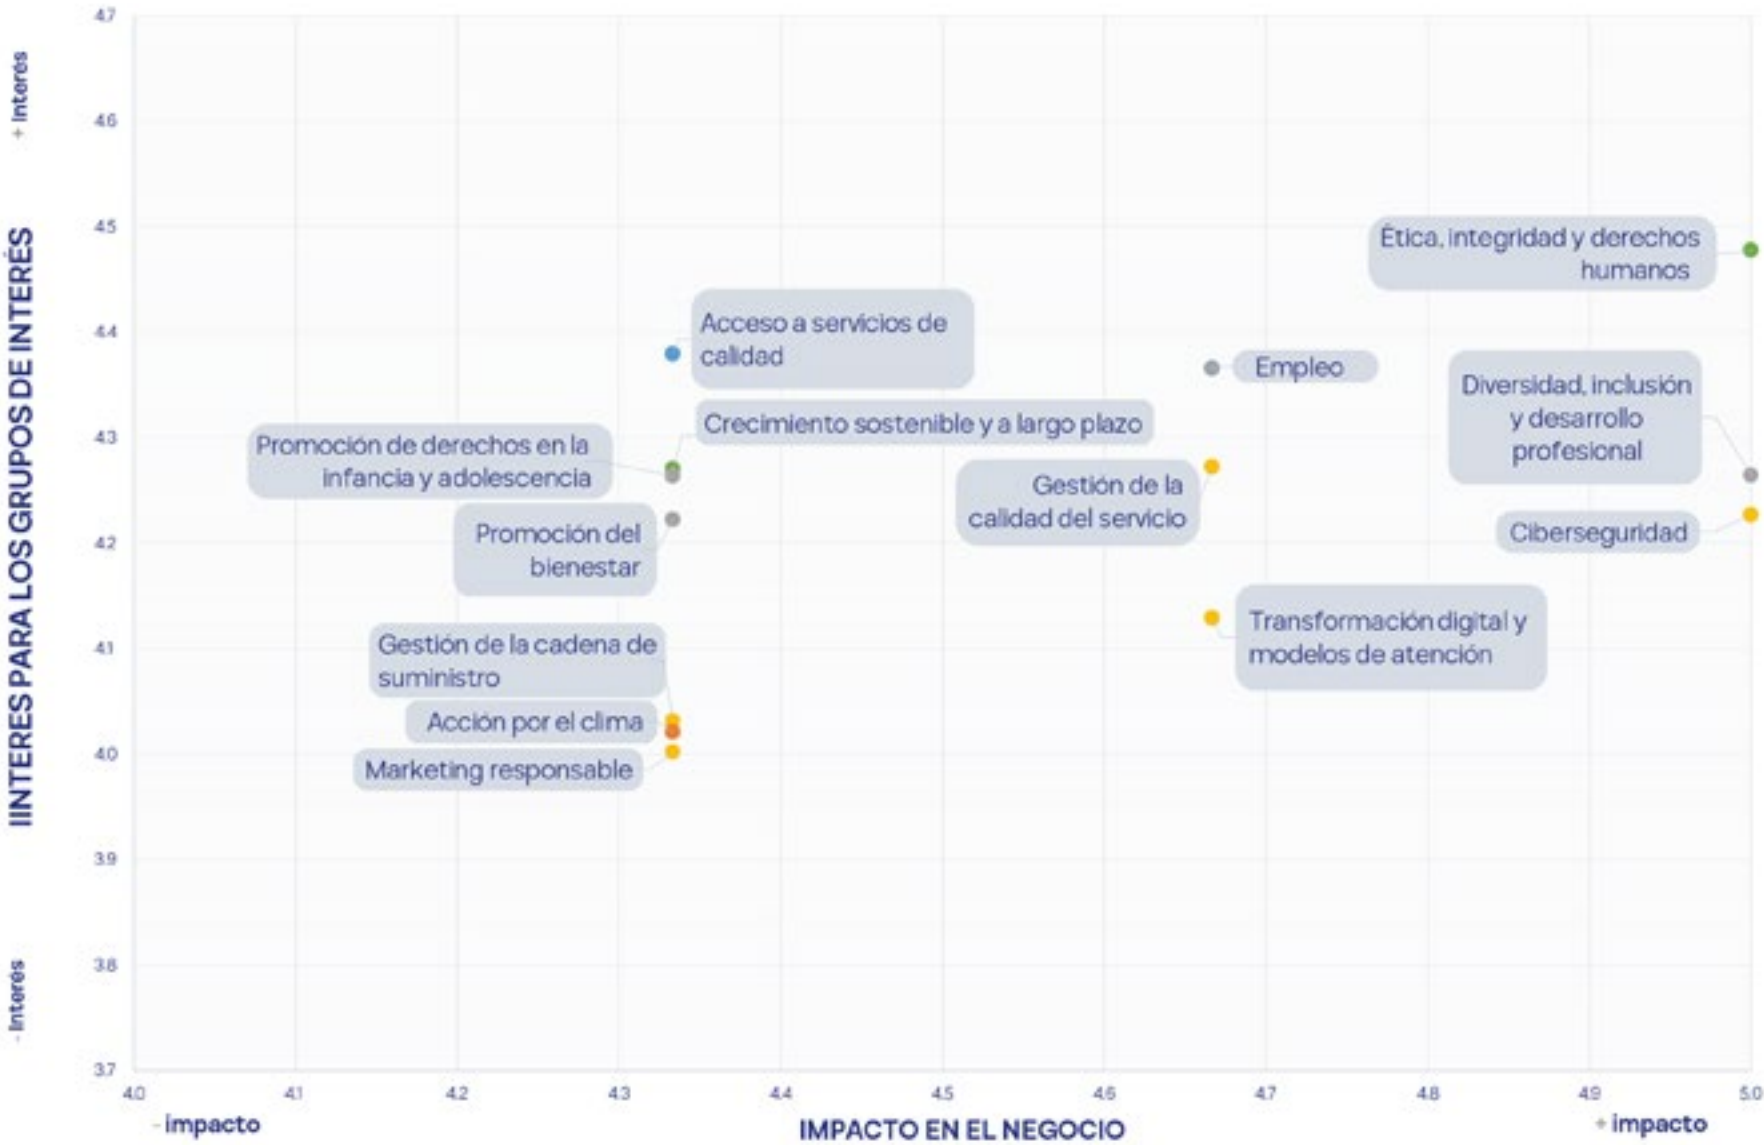 4.7
4.6
4.5
4.4
4.3
4.2
4.1
4.0
3.9
3.8
3.7
+ Interés
IINTERES PARA LOS GRUPOS DE INTERÉS
- Interés
Ética, integridad y derechos
humanos
Acceso a servicios de
calidad
Empleo
Diversidad, inclusión
y desarrollo
profesional
Crecimiento sostenible y a largo plazo
Promoción de derechos en la
infancia y adolescencia
Gestión de la
calidad del servicio
Promoción del
bienestar
Ciberseguridad
Transformación digital y
modelos de atención
Gestión de la cadena de
suministro
Acción por el clima
Marketing responsable
4.0
4.1
4.2
4.3
4.4
4.5
4.6
4.7
4.8
4.9
5.0
- impacto
IMPACTO EN EL NEGOCIO
+ impacto